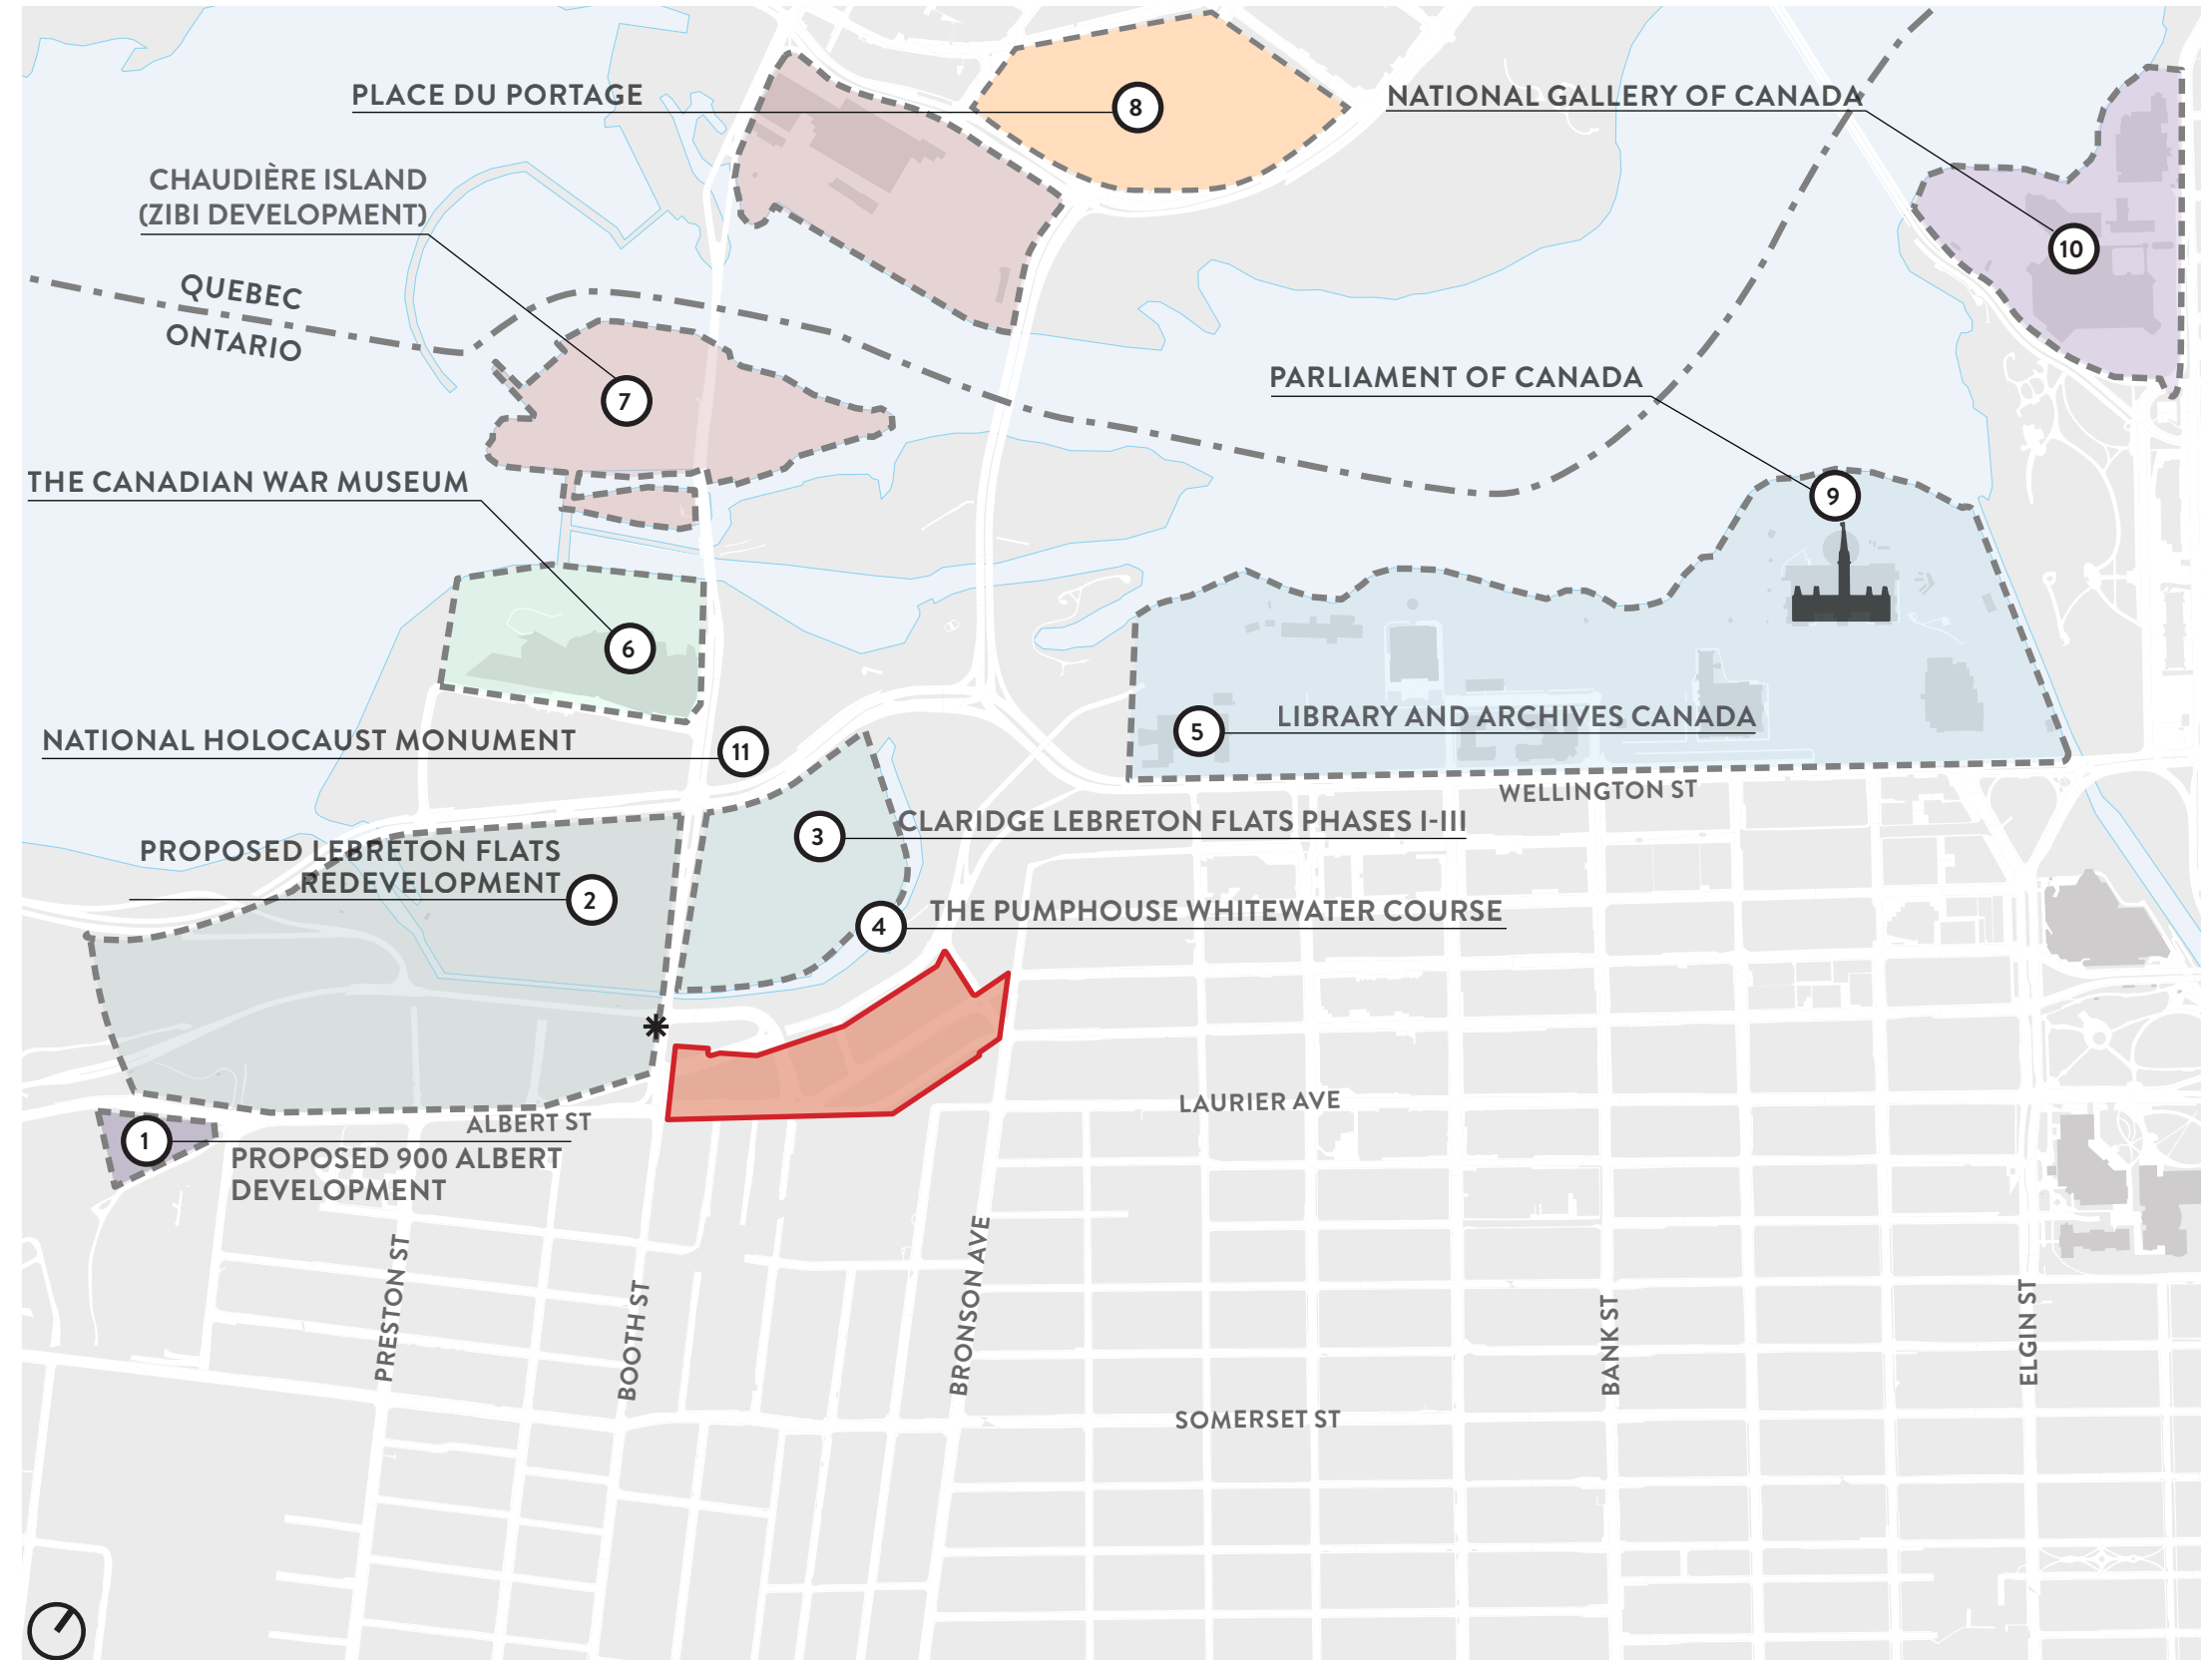 PLACE DU PORTAGE
8
NATIONAL GALLERY OF CANADA
10
CHAUDIÈRE ISLAND
(ZIBI DEVELOPMENT)
QUEBEC
ONTARIO
7
PARLIAMENT OF CANADA
9
THE CANADIAN WAR MUSEUM
6
5
LIBRARY AND ARCHIVES CANADA
NATIONAL HOLOCAUST MONUMENT
11
WELLINGTON ST
3
CLARIDGE LEBRETON FLATS PHASES I-III
PROPOSED LEBRETON FLATS
REDEVELOPMENT
2
4
THE PUMPHOUSE WHITEWATER COURSE
LAURIER AVE
ALBERT ST
1
PROPOSED 900 ALBERT
DEVELOPMENT
PRESTON ST
BOOTH ST
BRONSON AVE
BANK ST
ELGIN ST
SOMERSET ST